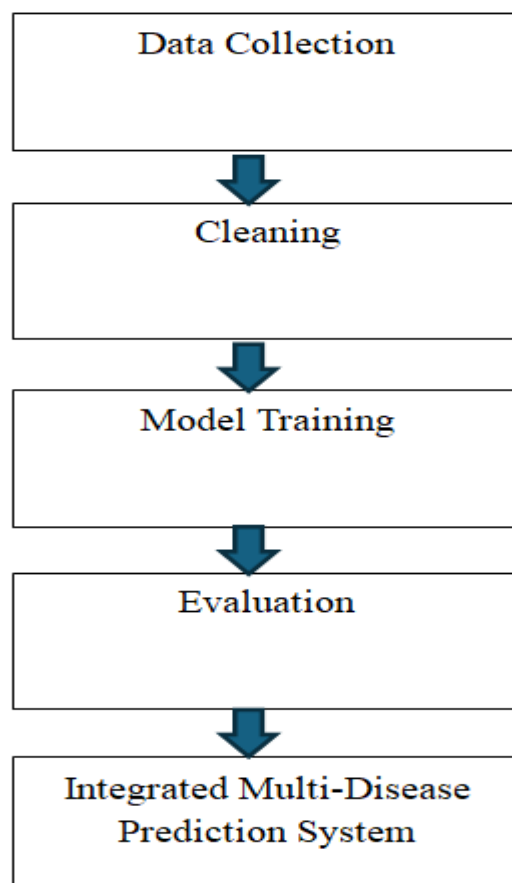 Data Collection
Cleaning
Model Training
Evaluation
Integrated Multi-Disease
Prediction System